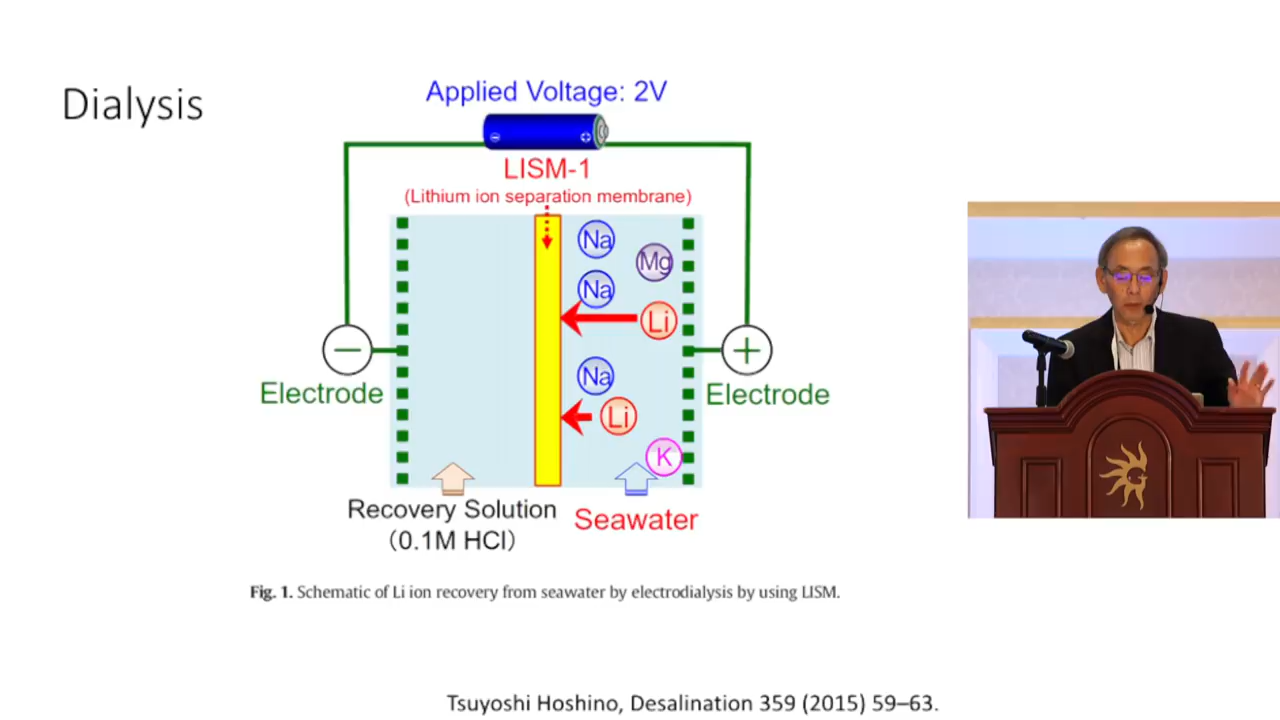 Dialysis
Applied Voltage: 2V
LISM-1
(Lithium ion separation membrane)
Na
Mg
Na
Li
Na
Li
K
−
+
Electrode
Electrode
Recovery Solution
(0.1M HCl)
Seawater
Fig. 1. Schematic of Li ion recovery from seawater by electrodialysis by using LISM.
Tsuyoshi Hoshino, Desalination 359 (2015) 59–63.